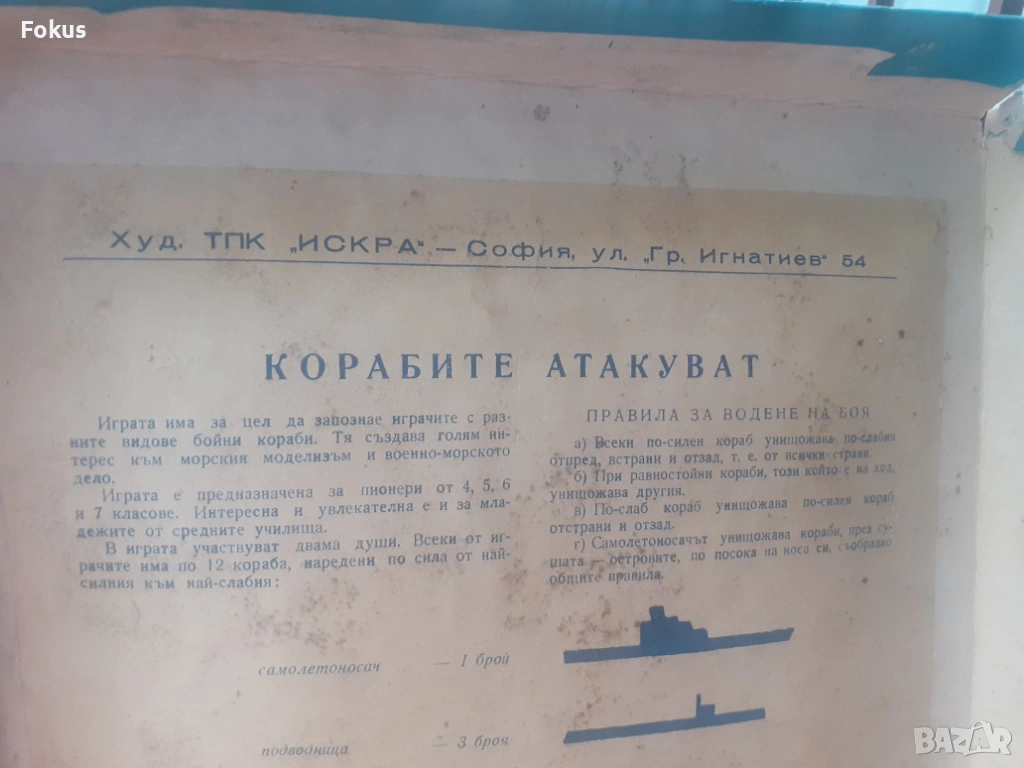 Fokus
Худ. ТПК „ИСКРА“ — София, ул. „Гр. Игнатиев“ 54
КОРАБИТЕ АТАКУВАТ
Играта има за цел да запознае играчите с раз-
ните видове бойни кораби. Тя създава голям ин-
терес към морския моделизъм и военно-морското
дело.
Играта е предназначена за пионери от 4, 5, 6
и 7 класове. Интересна и увлекателна е и за мла-
дежите от средните училища.
В играта участвуват двама души. Всеки от иг-
рачите има по 12 кораба, наредени по сила от най-
силния към най-слабия:
самолетоносач — 1 брой
подводница — 3 броя
ПРАВИЛА ЗА ВОДЕНЕ НА БОЯ
а) Всеки по-силен кораб унищожава по-слабия
отпред, встрани и отзад, т. е. от всички страни.
б) При равностойни кораби, този който е на ход,
унищожава другия.
в) По-слаб кораб унищожава по-силен кораб
отстрани и отзад.
г) Самолетоносачът унищожава кораби, през су-
шата островите, по посока на носа си, съобразно
общите правила.
BAZAR